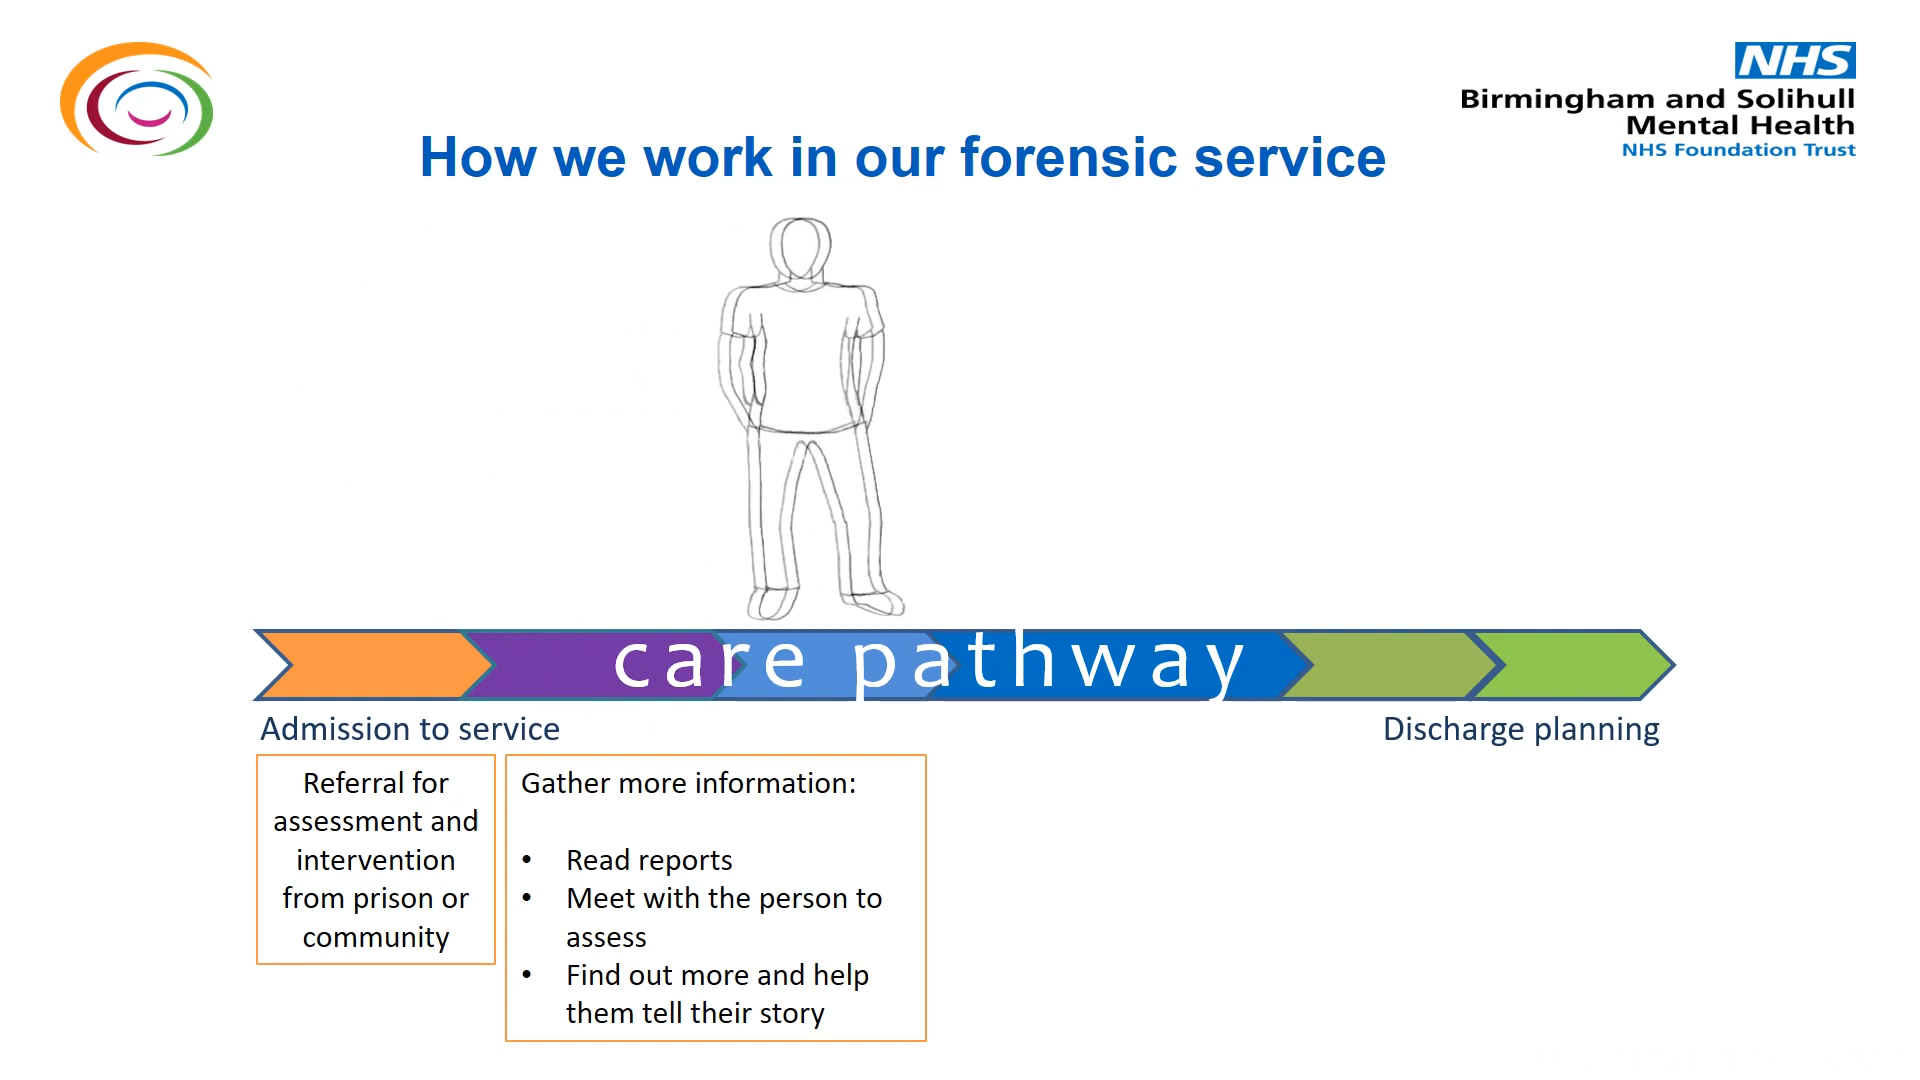 NHS
Birmingham and Solihull
Mental Health
NHS Foundation Trust
How we work in our forensic service
care pathway
Admission to service
Discharge planning
Referral for
assessment and
intervention
from prison or
community
Gather more information:
• Read reports
• Meet with the person to
assess
• Find out more and help
them tell their story